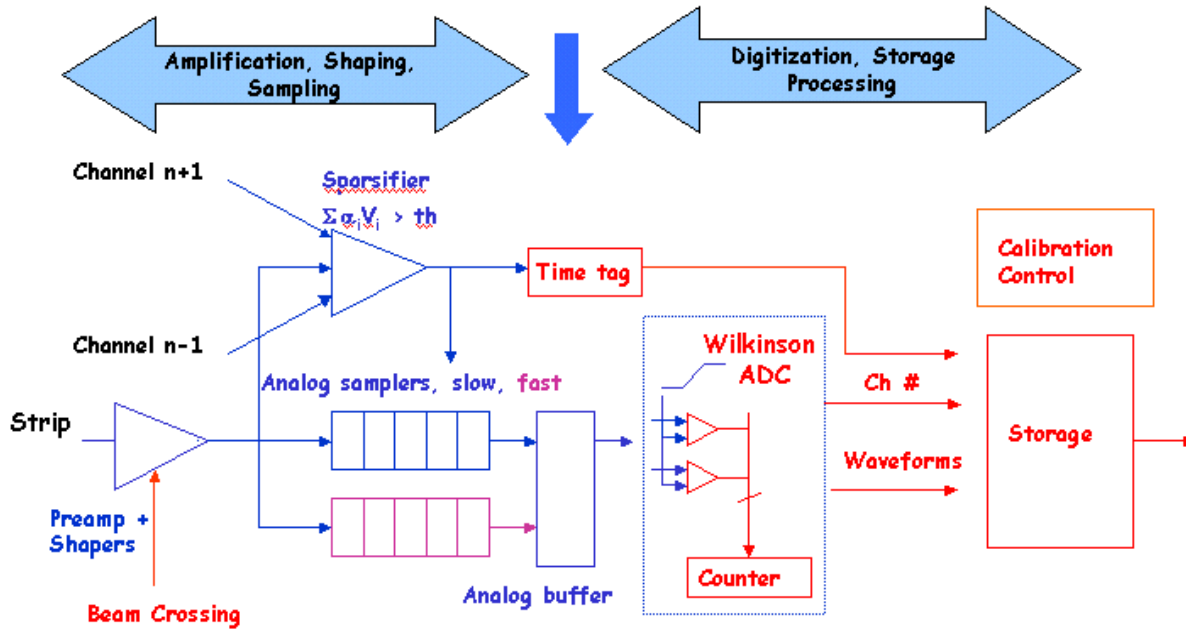 Amplification, Shaping,
Sampling
Digitization, Storage
Processing
Channel n+1
Sparsifier
ΣαᵢVᵢ > th
Time tag
Calibration
Control
Channel n-1
Wilkinson
ADC
Analog samplers, slow, fast
Ch #
Strip
Storage
Waveforms
Preamp +
Shapers
Counter
Analog buffer
Beam Crossing